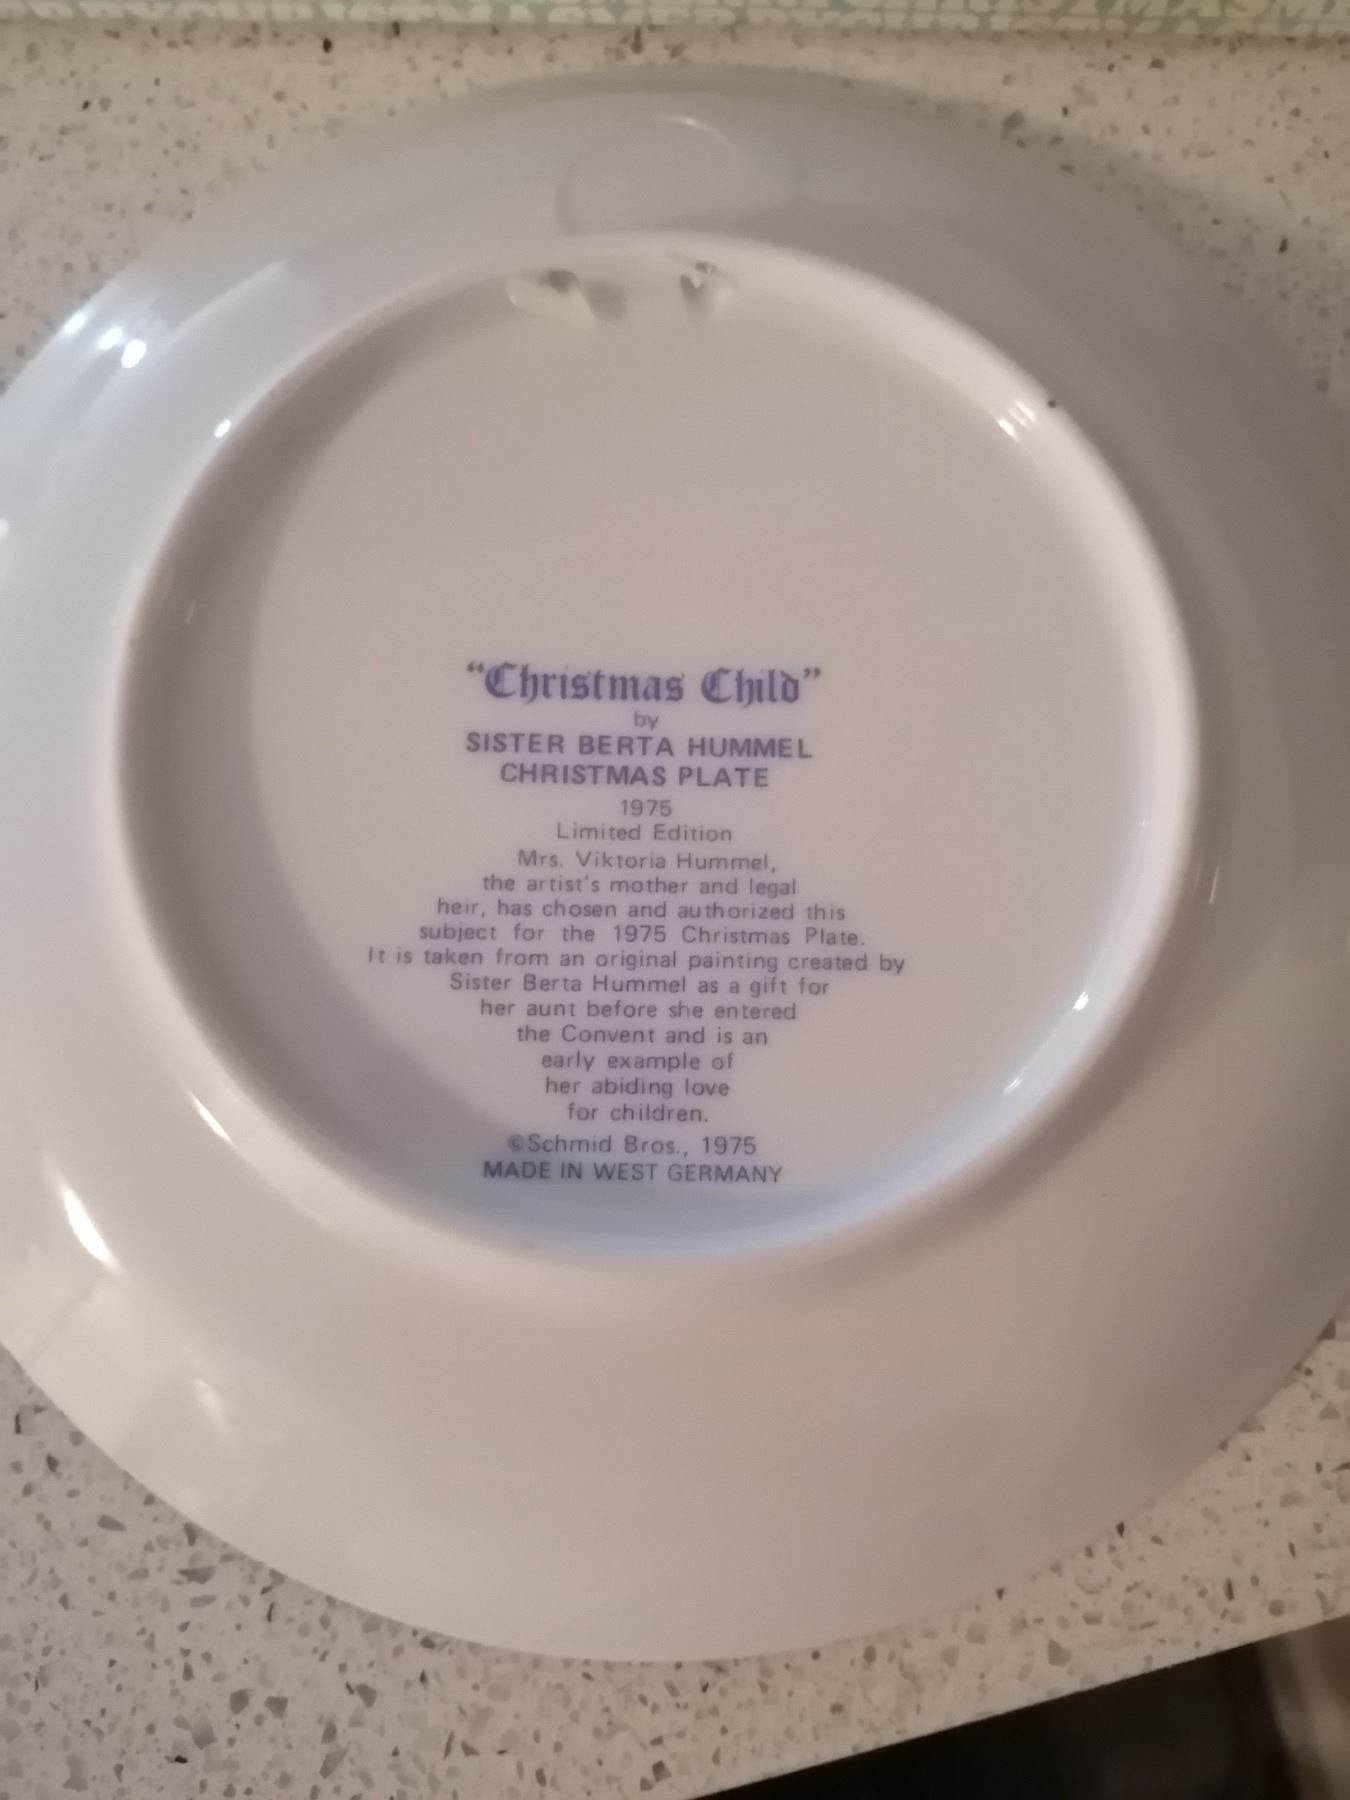 “Christmas Child”
by
SISTER BERTA HUMMEL
CHRISTMAS PLATE
1975
Limited Edition
Mrs. Viktoria Hummel,
the artist's mother and legal
heir, has chosen and authorized this
subject for the 1975 Christmas Plate.
It is taken from an original painting created by
Sister Berta Hummel as a gift for
her aunt before she entered
the Convent and is an
early example of
her abiding love
for children.
©Schmid Bros., 1975
MADE IN WEST GERMANY